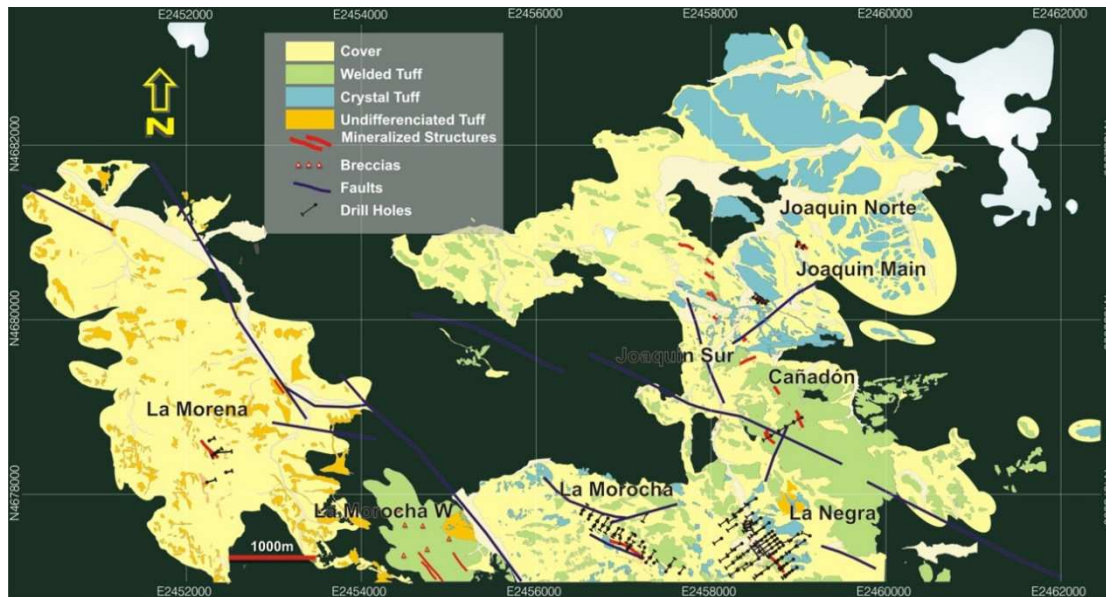 E2452000 E2454000 E2456000 E2458000 E2460000 E2462000
Cover
Welded Tuff
Crystal Tuff
Undifferenciated Tuff
Mineralized Structures
Breccias
Faults
Drill Holes
N
N4682000
Joaquin Norte
Joaquin Main
N4680000
Joaquin Sur
Cañadón
La Morena
N4678000
La Morocha
La Morocha W
La Negra
1000m
E2452000 E2454000 E2456000 E2458000 E2460000 E2462000